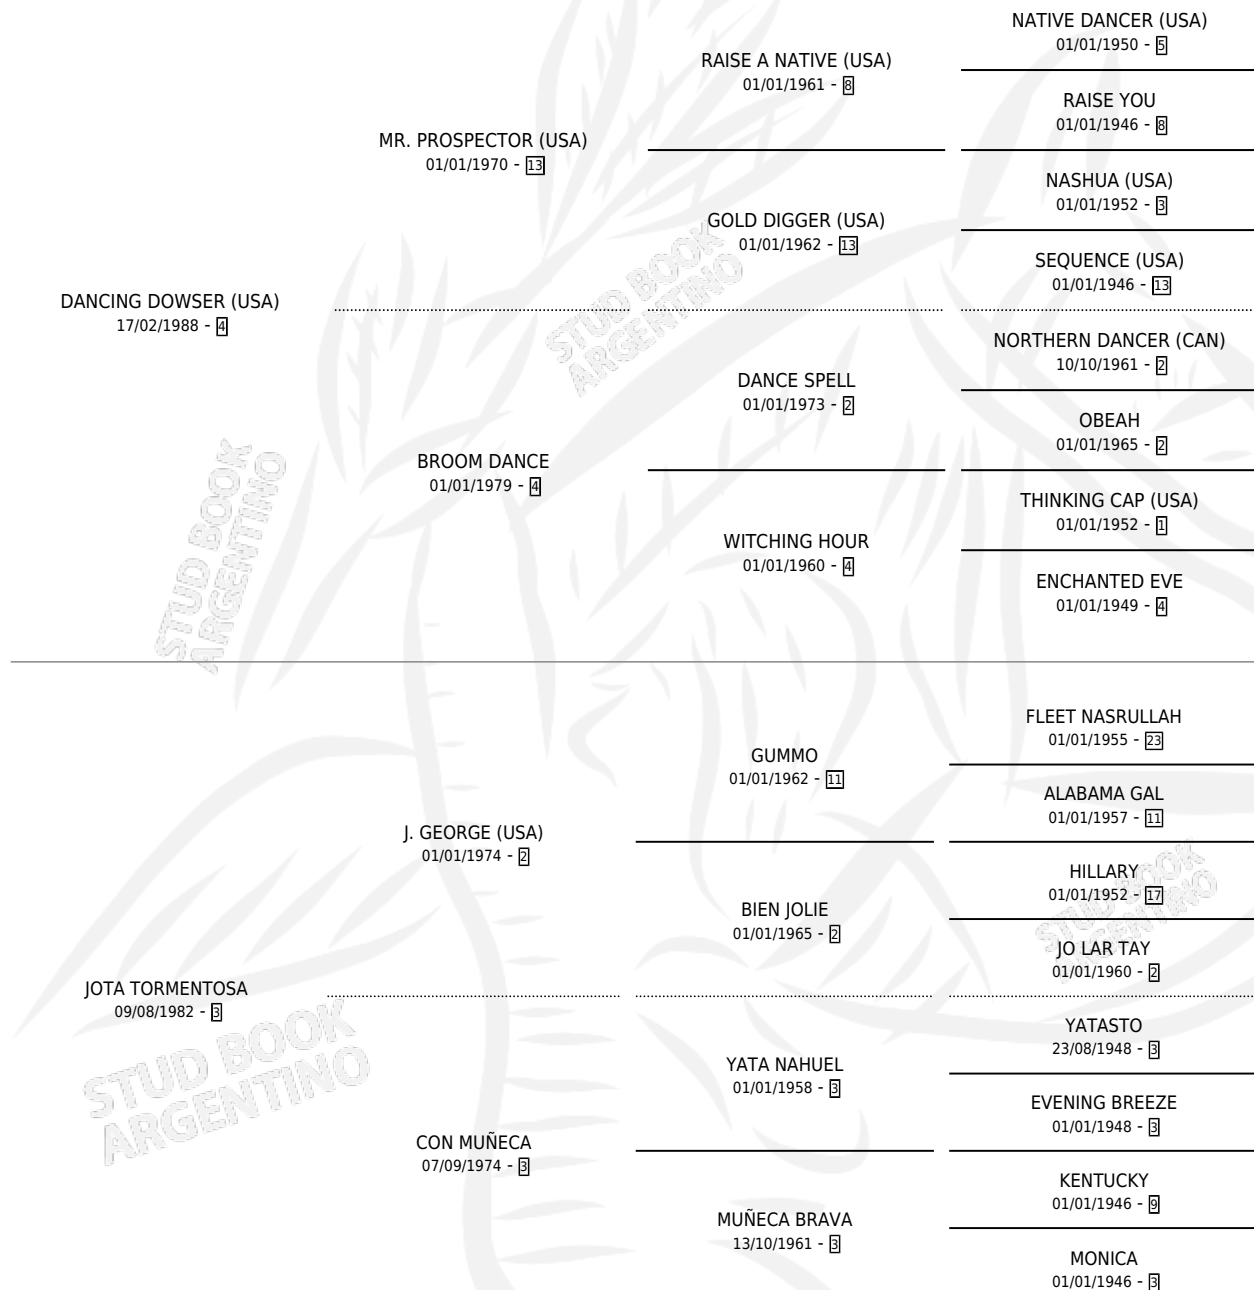 NATIVE DANCER (USA)
01/01/1950 - 5
RAISE A NATIVE (USA)
01/01/1961 - 8
RAISE YOU
01/01/1946 - 8
MR. PROSPECTOR (USA)
01/01/1970 - 13
NASHUA (USA)
01/01/1952 - 3
GOLD DIGGER (USA)
01/01/1962 - 13
SEQUENCE (USA)
01/01/1946 - 13
DANCING DOWSER (USA)
17/02/1988 - 4
STUD BOOK
ARGENTINO
NORTHERN DANCER (CAN)
10/10/1961 - 2
DANCE SPELL
01/01/1973 - 2
OBEAH
01/01/1965 - 2
BROOM DANCE
01/01/1979 - 4
THINKING CAP (USA)
01/01/1952 - 1
WITCHING HOUR
01/01/1960 - 4
ENCHANTED EVE
01/01/1949 - 4
STUD BOOK
ARGENTINO
FLEET NASRULLAH
01/01/1955 - 23
GUMMO
01/01/1962 - 11
ALABAMA GAL
01/01/1957 - 11
J. GEORGE (USA)
01/01/1974 - 2
HILLARY
01/01/1952 - 17
BIEN JOLIE
01/01/1965 - 2
STUD BOOK
ARGENTINO
JO LAR TAY
01/01/1960 - 2
JOTA TORMENTOSA
09/08/1982 - 3
YATASTO
23/08/1948 - 3
STUD BOOK
ARGENTINO
YATA NAHUEL
01/01/1958 - 3
EVENING BREEZE
01/01/1948 - 3
CON MUÑECA
07/09/1974 - 3
KENTUCKY
01/01/1946 - 9
MUÑECA BRAVA
13/10/1961 - 3
MONICA
01/01/1946 - 3